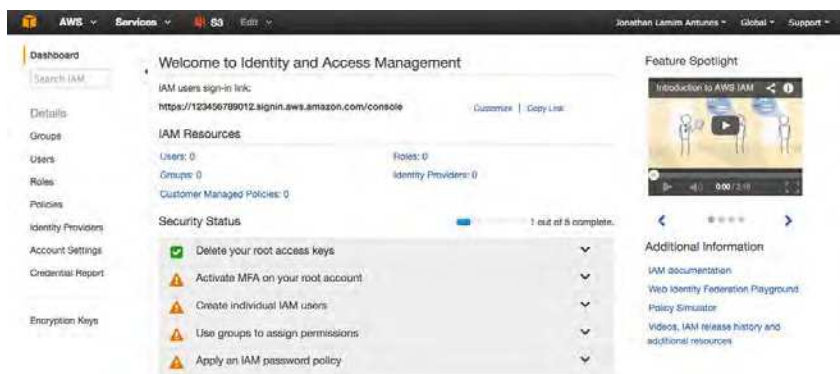 AWS Services S3 Edit Jonathan Lamim Antunes Global Support
Dashboard
Search IAM
Details
Groups
Users
Roles
Policies
Identity Providers
Account Settings
Credential Report
Encryption Keys
Welcome to Identity and Access Management
IAM users sign-in link:
https://123456789012.signin.aws.amazon.com/console Customize | Copy Link
IAM Resources
Users: 0 Roles: 0
Groups: 0 Identity Providers: 0
Customer Managed Policies: 0
Security Status 1 out of 5 complete.
Delete your root access keys
Activate MFA on your root account
Create individual IAM users
Use groups to assign permissions
Apply an IAM password policy
Feature Spotlight
Introduction to AWS IAM
0:00
Additional Information
IAM documentation
Web Identity Federation Playground
Policy Simulator
Videos, IAM release history and
additional resources